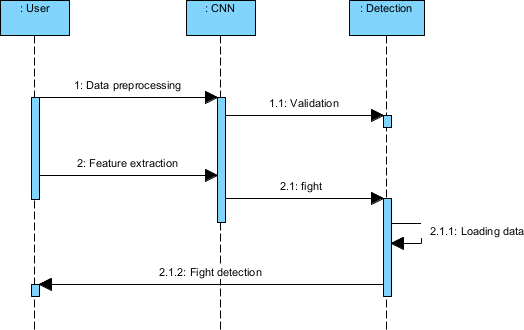 : User
: CNN
: Detection
1: Data preprocessing
1.1: Validation
2: Feature extraction
2.1: fight
2.1.1: Loading data
2.1.2: Fight detection